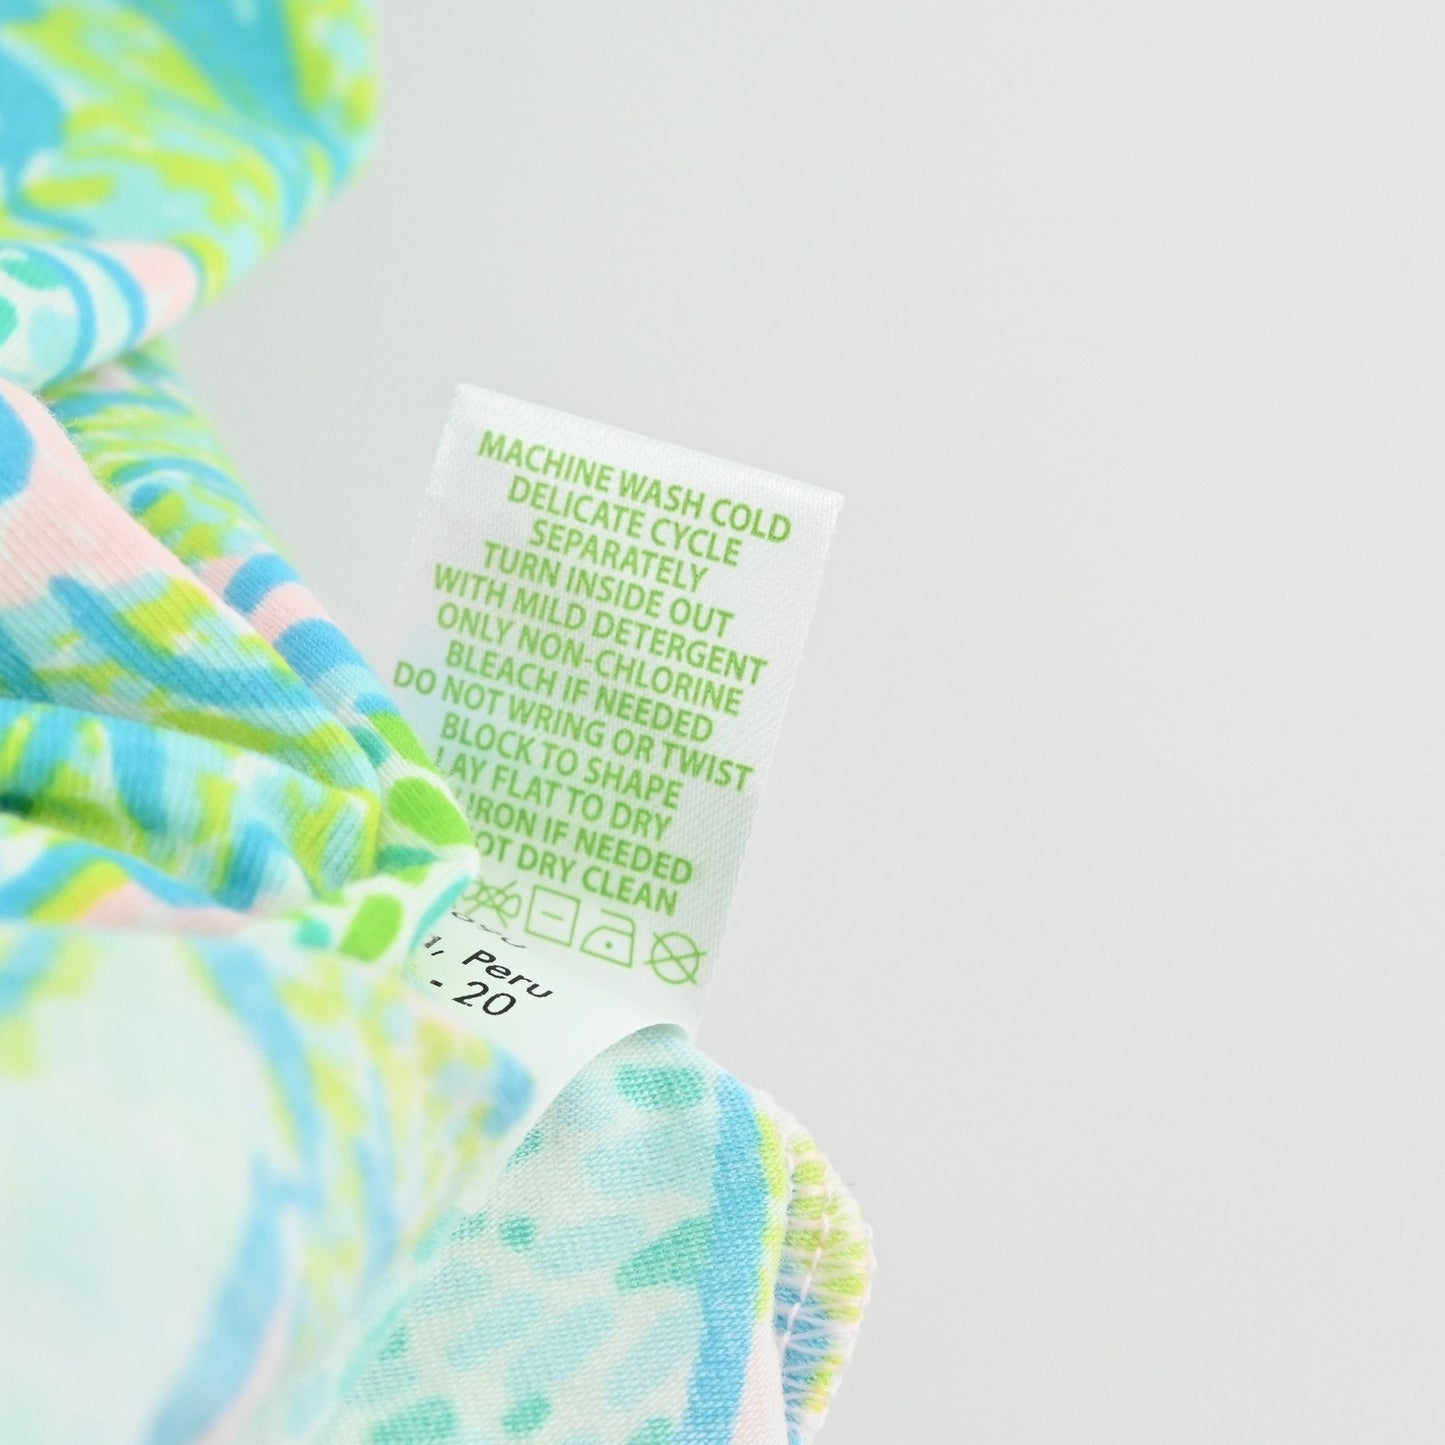 MACHINE WASH COLD
DELICATE CYCLE
SEPARATELY
TURN INSIDE OUT
WITH MILD DETERGENT
ONLY NON-CHLORINE
BLEACH IF NEEDED
DO NOT WRING OR TWIST
BLOCK TO SHAPE
LAY FLAT TO DRY
IRON IF NEEDED
OT DRY CLEAN
, Peru
- 20